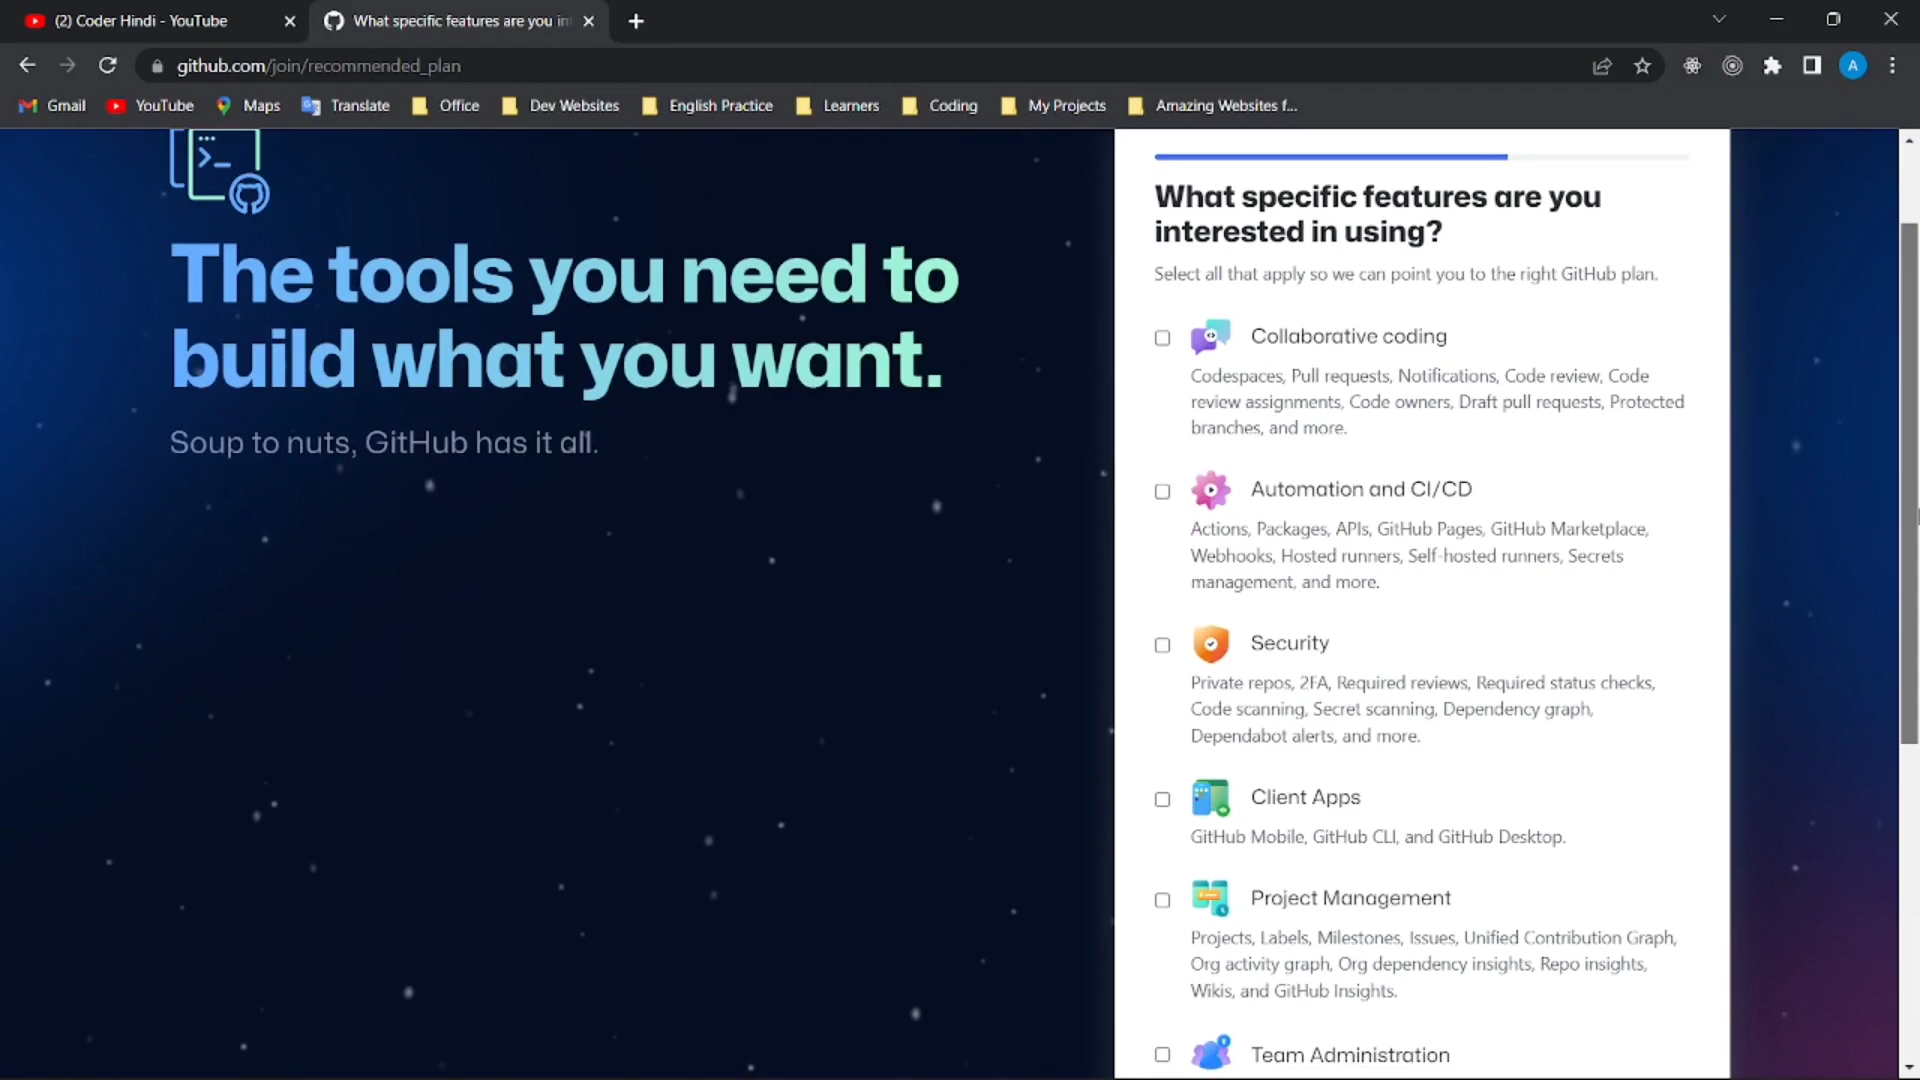 (2) Coder Hindi - YouTube
What specific features are you in
github.com/join/recommended_plan
A
Gmail
YouTube
Maps
Translate
Office
Dev Websites
English Practice
Learners
Coding
My Projects
Amazing Websites f...
The tools you need to
build what you want.
Soup to nuts, GitHub has it all.
What specific features are you
interested in using?
Select all that apply so we can point you to the right GitHub plan.
Collaborative coding
Codespaces, Pull requests, Notifications, Code review, Code
review assignments, Code owners, Draft pull requests, Protected
branches, and more.
Automation and CI/CD
Actions, Packages, APIs, GitHub Pages, GitHub Marketplace,
Webhooks, Hosted runners, Self-hosted runners, Secrets
management, and more.
Security
Private repos, 2FA, Required reviews, Required status checks,
Code scanning, Secret scanning, Dependency graph,
Dependabot alerts, and more.
Client Apps
GitHub Mobile, GitHub CLI, and GitHub Desktop.
Project Management
Projects, Labels, Milestones, Issues, Unified Contribution Graph,
Org activity graph, Org dependency insights, Repo insights,
Wikis, and GitHub Insights.
Team Administration